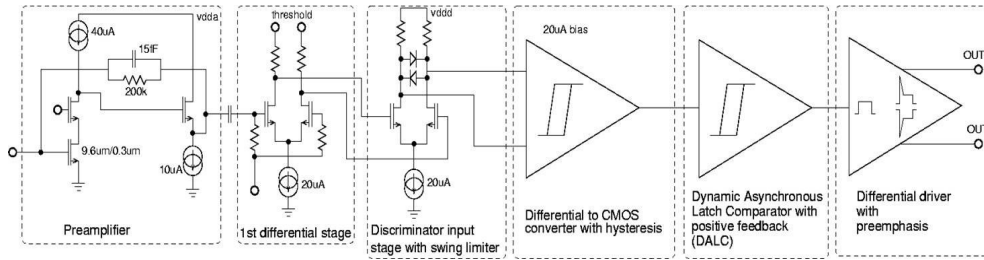 vdda
40uA
15fF
200k
9.6um/0.3um
10uA
Preamplifier
threshold
20uA
1st differential stage
vddd
20uA
Discriminator input
stage with swing limiter
20uA bias
Differential to CMOS
converter with hysteresis
Dynamic Asynchronous
Latch Comparator with
positive feedback
(DALC)
OUT
OUT
Differential driver
with
preemphasis